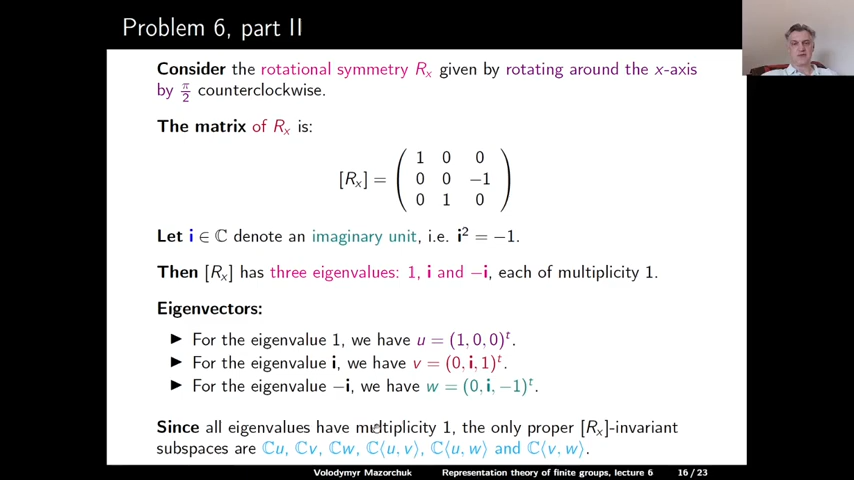 Problem 6, part II
Consider the rotational symmetry Rₓ given by rotating around the x-axis
by π/2 counterclockwise.
The matrix of Rₓ is:
[Rₓ] = ( 1 0 0
0 0 −1
0 1 0 )
Let i ∈ ℂ denote an imaginary unit, i.e. i² = −1.
Then [Rₓ] has three eigenvalues: 1, i and −i, each of multiplicity 1.
Eigenvectors:
▶ For the eigenvalue 1, we have u = (1, 0, 0)ᵗ.
▶ For the eigenvalue i, we have v = (0, i, 1)ᵗ.
▶ For the eigenvalue −i, we have w = (0, i, −1)ᵗ.
Since all eigenvalues have multiplicity 1, the only proper [Rₓ]-invariant
subspaces are ℂu, ℂv, ℂw, ℂ⟨u, v⟩, ℂ⟨u, w⟩ and ℂ⟨v, w⟩.
Volodymyr Mazorchuk Representation theory of finite groups, lecture 6 16 / 23